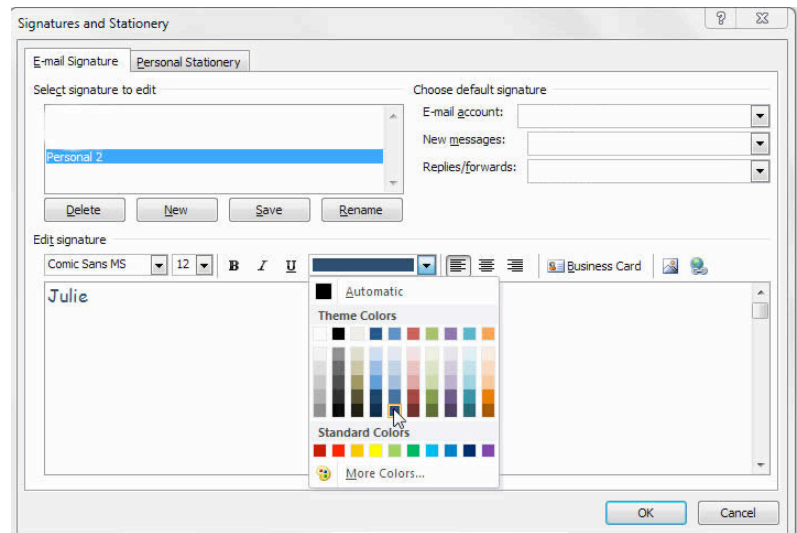 Signatures and Stationery
E-mail Signature Personal Stationery
Select signature to edit
Choose default signature
E-mail account:
New messages:
Personal 2
Replies/forwards:
Delete New Save Rename
Edit signature
Comic Sans MS 12 B I U Business Card
Julie
Automatic
Theme Colors
Standard Colors
More Colors...
OK Cancel